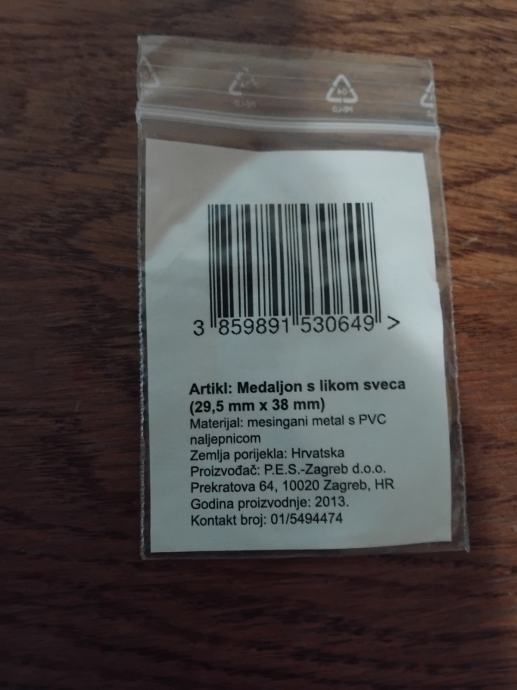 3 859891 530649 >
Artikl: Medaljon s likom sveca
(29,5 mm x 38 mm)
Materijal: mesingani metal s PVC
naljepnicom
Zemlja porijekla: Hrvatska
Proizvođač: P.E.S.-Zagreb d.o.o.
Prekratova 64, 10020 Zagreb, HR
Godina proizvodnje: 2013.
Kontakt broj: 01/5494474